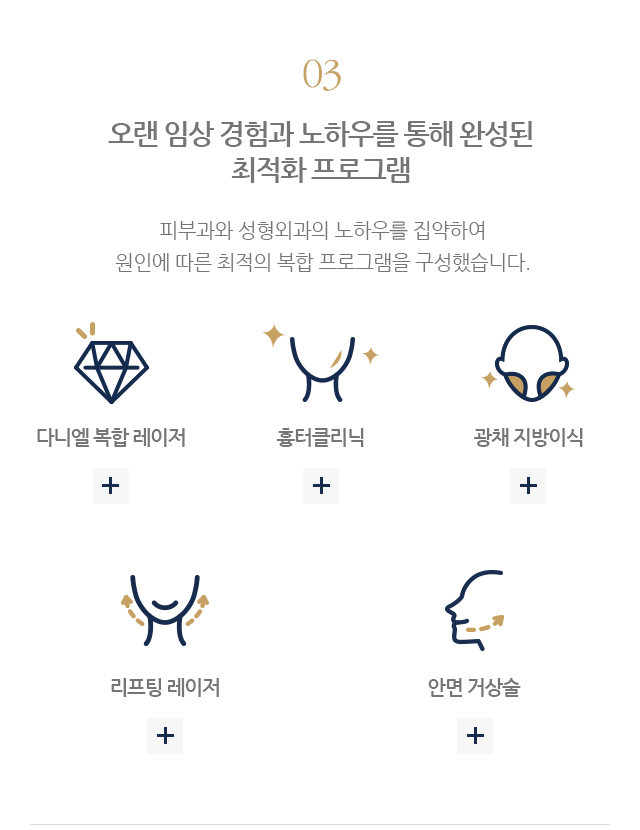 03
오랜 임상 경험과 노하우를 통해 완성된
최적화 프로그램
피부과와 성형외과의 노하우를 집약하여
원인에 따른 최적의 복합 프로그램을 구성했습니다.
다니엘 복합 레이저
흉터클리닉
광채 지방이식
리프팅 레이저
안면 거상술